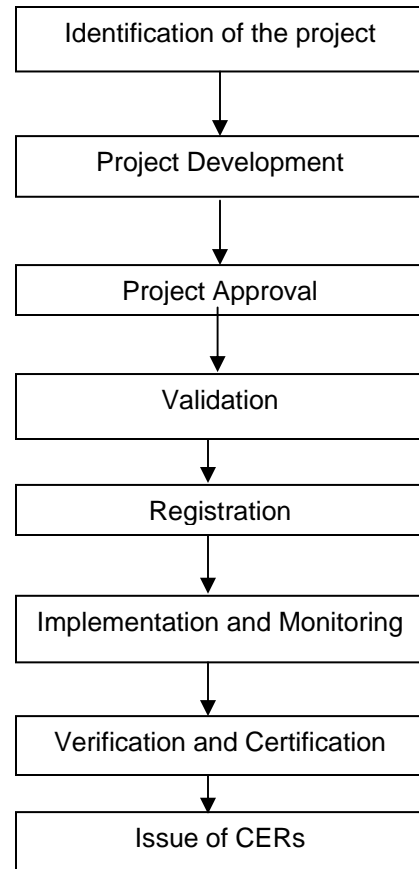 Identification of the project
Project Development
Project Approval
Validation
Registration
Implementation and Monitoring
Verification and Certification
Issue of CERs